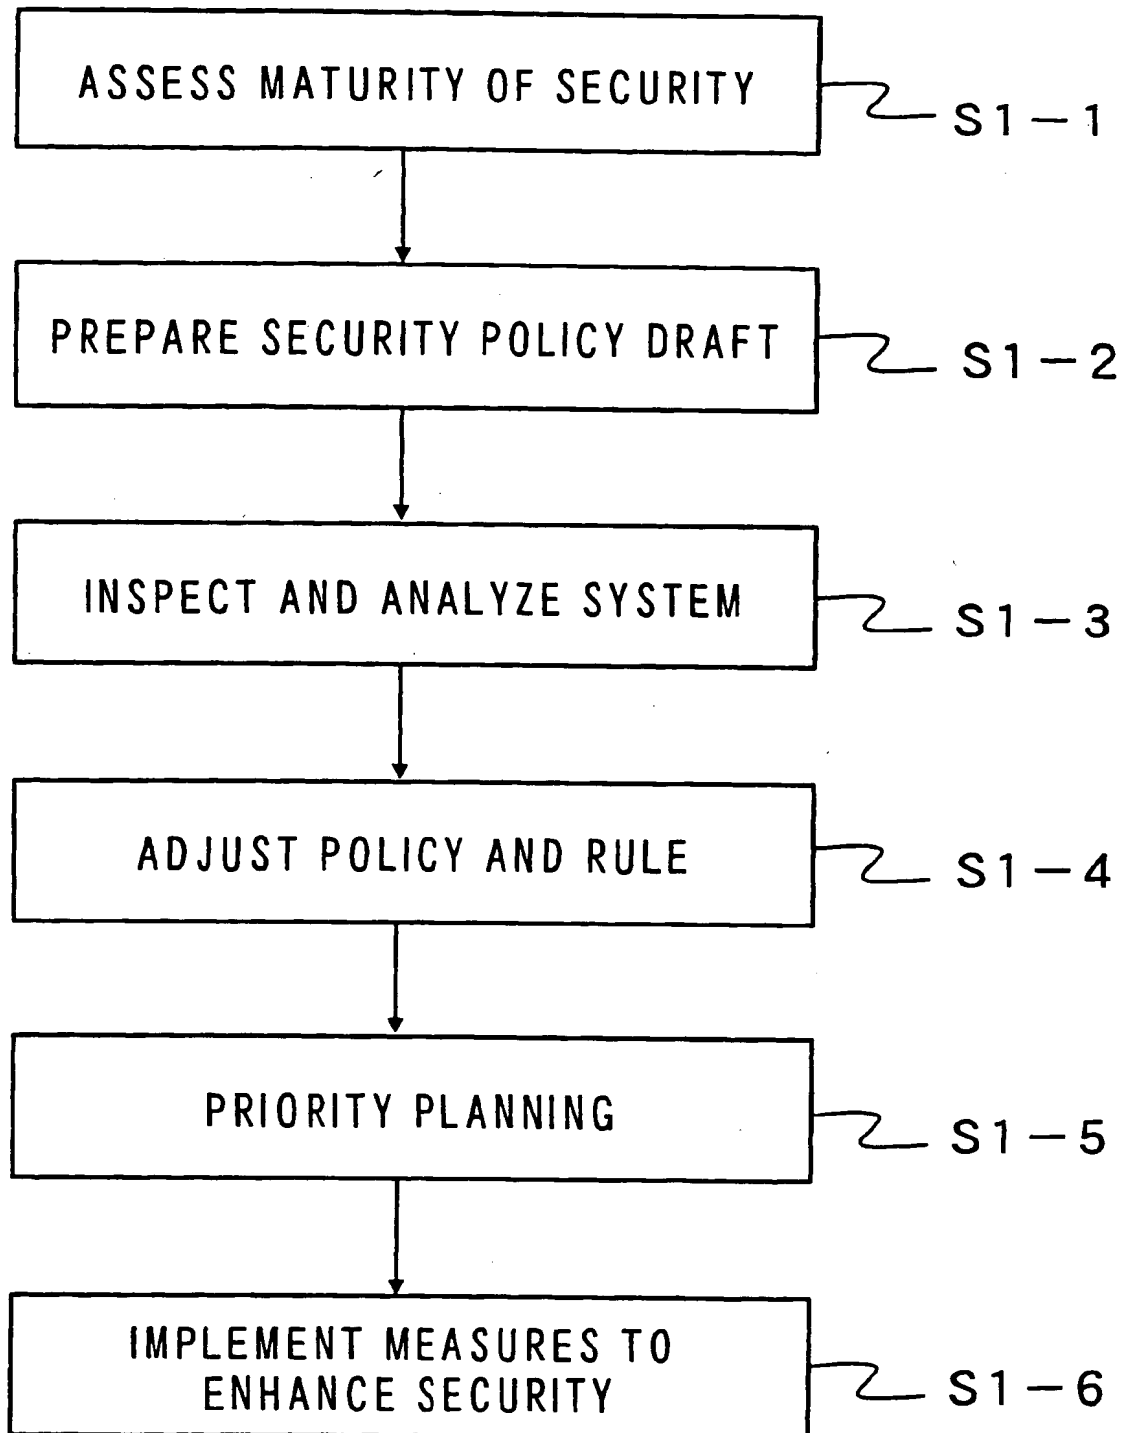 ASSESS MATURITY OF SECURITY
S1-1
PREPARE SECURITY POLICY DRAFT
S1-2
INSPECT AND ANALYZE SYSTEM
S1-3
ADJUST POLICY AND RULE
S1-4
PRIORITY PLANNING
S1-5
IMPLEMENT MEASURES TO
ENHANCE SECURITY
S1-6